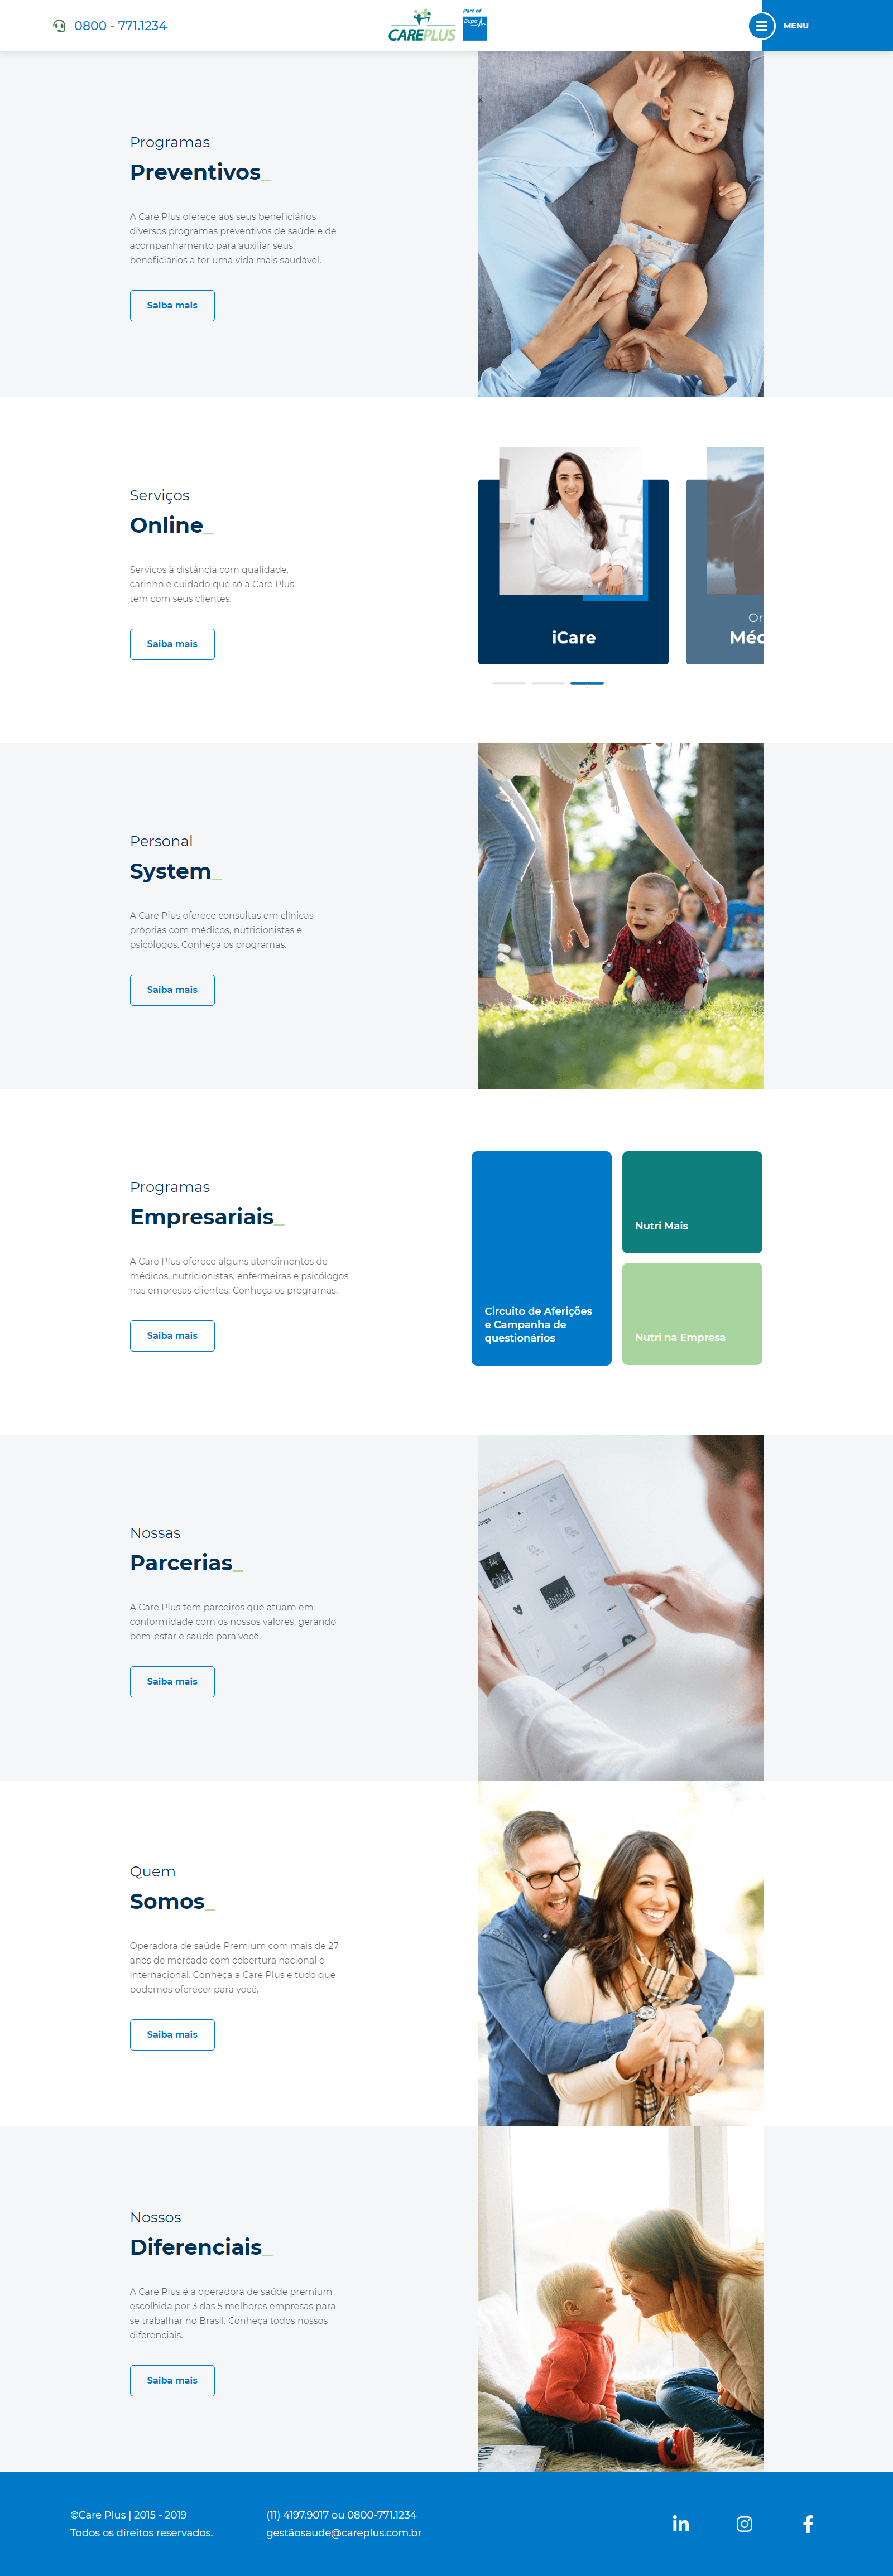 0800 - 771.1234
CAREPLUS
Part of
Bupa
MENU
Programas
Preventivos_
A Care Plus oferece aos seus beneficiários
diversos programas preventivos de saúde e de
acompanhamento para auxiliar seus
beneficiários a ter uma vida mais saudável.
Saiba mais
Serviços
Online_
Serviços à distância com qualidade,
carinho e cuidado que só a Care Plus
tem com seus clientes.
Saiba mais
iCare
Or
Méd
Personal
System_
A Care Plus oferece consultas em clínicas
próprias com médicos, nutricionistas e
psicólogos. Conheça os programas.
Saiba mais
Programas
Empresariais_
A Care Plus oferece alguns atendimentos de
médicos, nutricionistas, enfermeiras e psicólogos
nas empresas clientes. Conheça os programas.
Saiba mais
Circuito de Aferições
e Campanha de
questionários
Nutri Mais
Nutri na Empresa
Nossas
Parcerias_
A Care Plus tem parceiros que atuam em
conformidade com os nossos valores, gerando
bem-estar e saúde para você.
Saiba mais
Quem
Somos_
Operadora de saúde Premium com mais de 27
anos de mercado com cobertura nacional e
internacional. Conheça a Care Plus e tudo que
podemos oferecer para você.
Saiba mais
Nossos
Diferenciais_
A Care Plus é a operadora de saúde premium
escolhida por 3 das 5 melhores empresas para
se trabalhar no Brasil. Conheça todos nossos
diferenciais.
Saiba mais
©Care Plus | 2015 - 2019
Todos os direitos reservados.
(11) 4197.9017 ou 0800-771.1234
gestãosaude@careplus.com.br